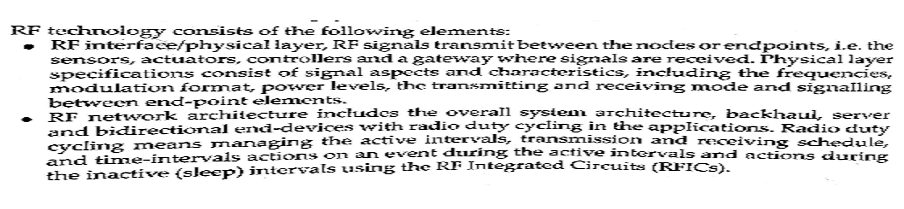 RF technology consists of the following elements:
• RF interface/physical layer, RF signals transmit between the nodes or endpoints, i.e. the
sensors, actuators, controllers and a gateway where signals are received. Physical layer
specifications consist of signal aspects and characteristics, including the frequencies,
modulation format, power levels, the transmitting and receiving mode and signalling
between end-point elements.
• RF network architecture includes the overall system architecture, backhaul, server
and bidirectional end-devices with radio duty cycling in the applications. Radio duty
cycling means managing the active intervals, transmission and receiving schedule,
and time-intervals actions on an event during the active intervals and actions during
the inactive (sleep) intervals using the RF Integrated Circuits (RFICs).